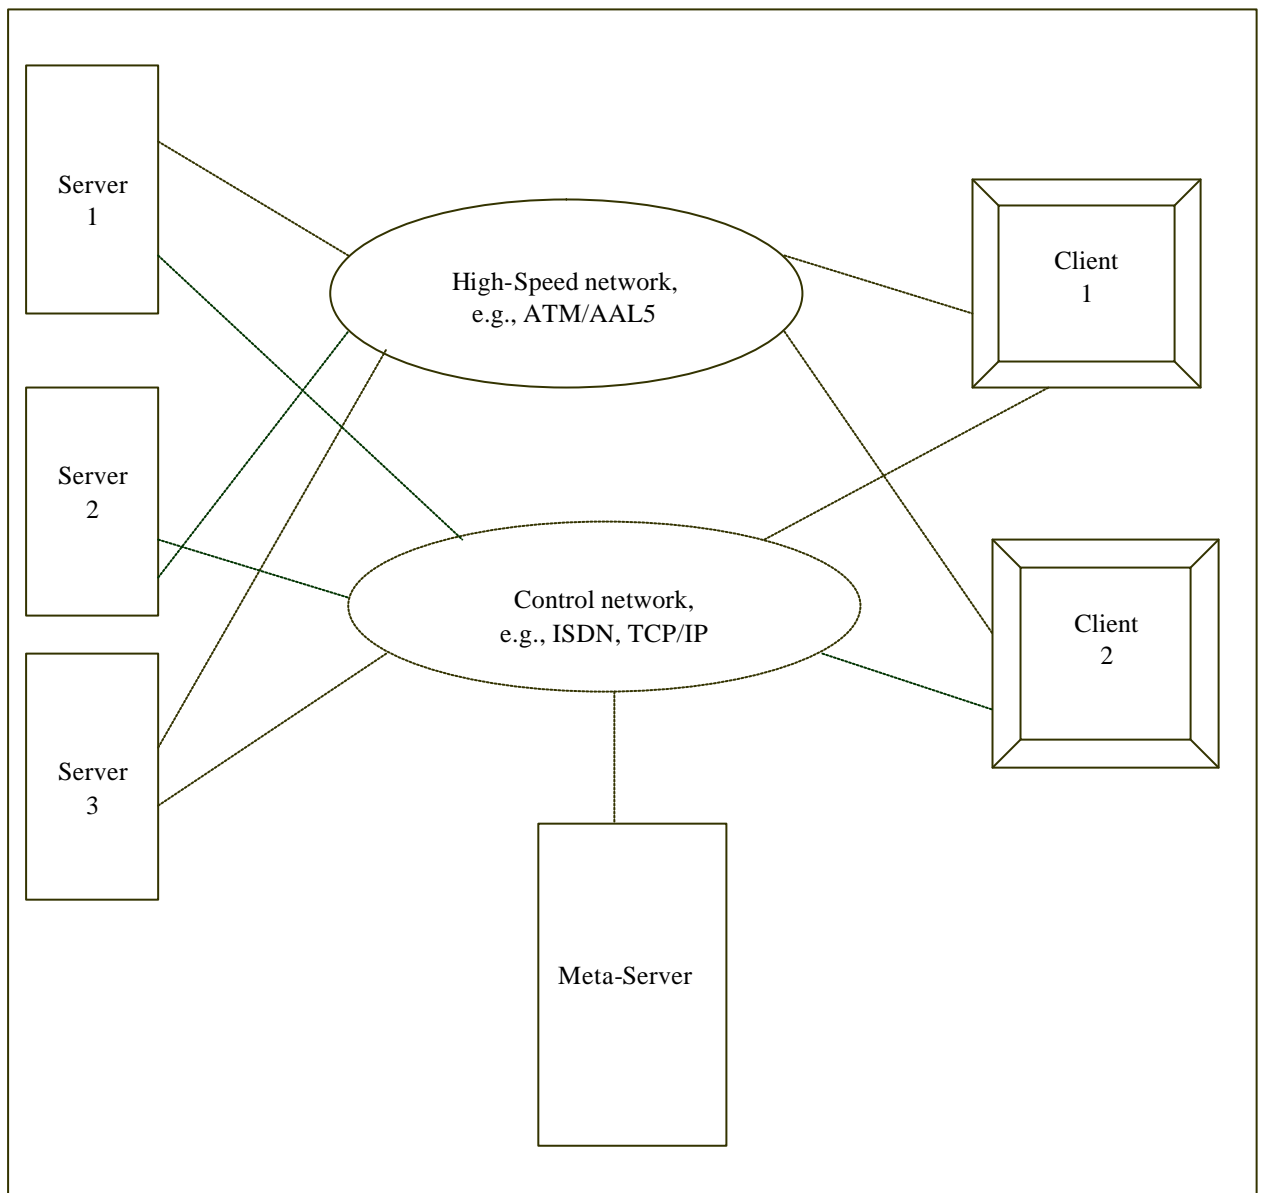 Server
1
High-Speed network,
e.g., ATM/AAL5
Client
1
Server
2
Control network,
e.g., ISDN, TCP/IP
Client
2
Server
3
Meta-Server